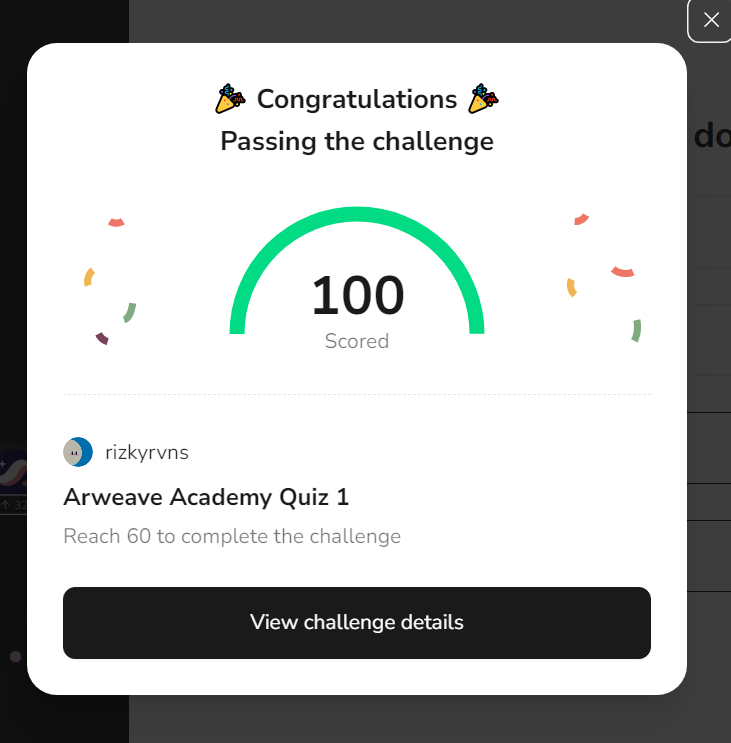 🎉 Congratulations 🎉
Passing the challenge
do
100
Scored
rizkyrvns
Arweave Academy Quiz 1
Reach 60 to complete the challenge
View challenge details